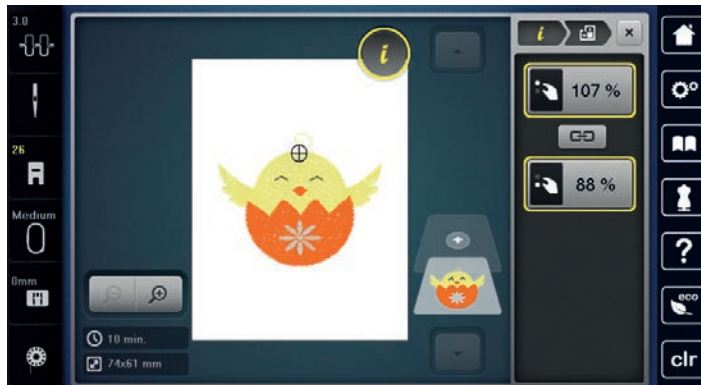 3.0
26
Medium
0mm
i
10 min.
74x61 mm
i
107 %
88 %
?
eco
clr